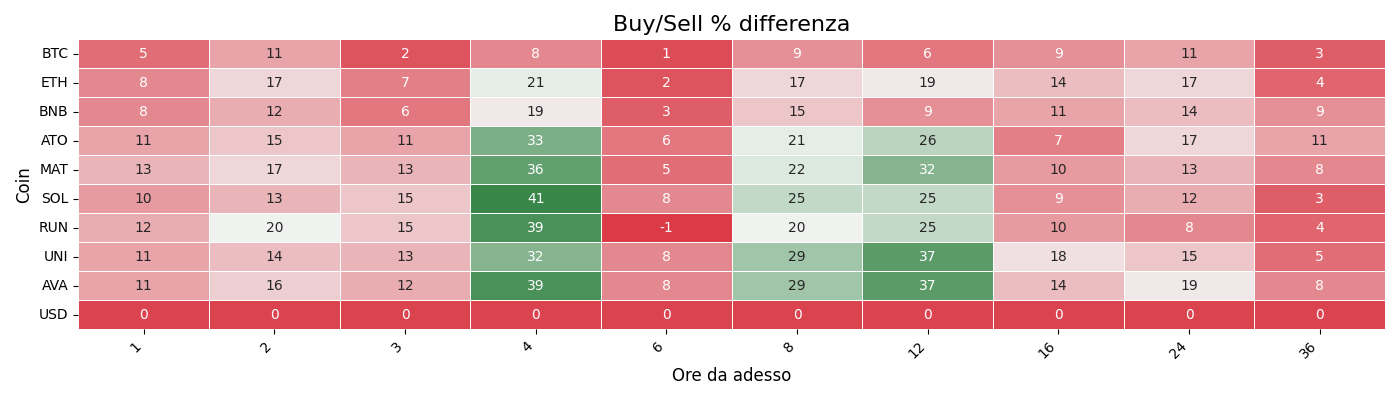 Buy/Sell % differenza
Coin
BTC 5 11 2 8 1 9 6 9 11 3
ETH 8 17 7 21 2 17 19 14 17 4
BNB 8 12 6 19 3 15 9 11 14 9
ATO 11 15 11 33 6 21 26 7 17 11
MAT 13 17 13 36 5 22 32 10 13 8
SOL 10 13 15 41 8 25 25 9 12 3
RUN 12 20 15 39 -1 20 25 10 8 4
UNI 11 14 13 32 8 29 37 18 15 5
AVA 11 16 12 39 8 29 37 14 19 8
USD 0 0 0 0 0 0 0 0 0 0
1 2 3 4 6 8 12 16 24 36
Ore da adesso